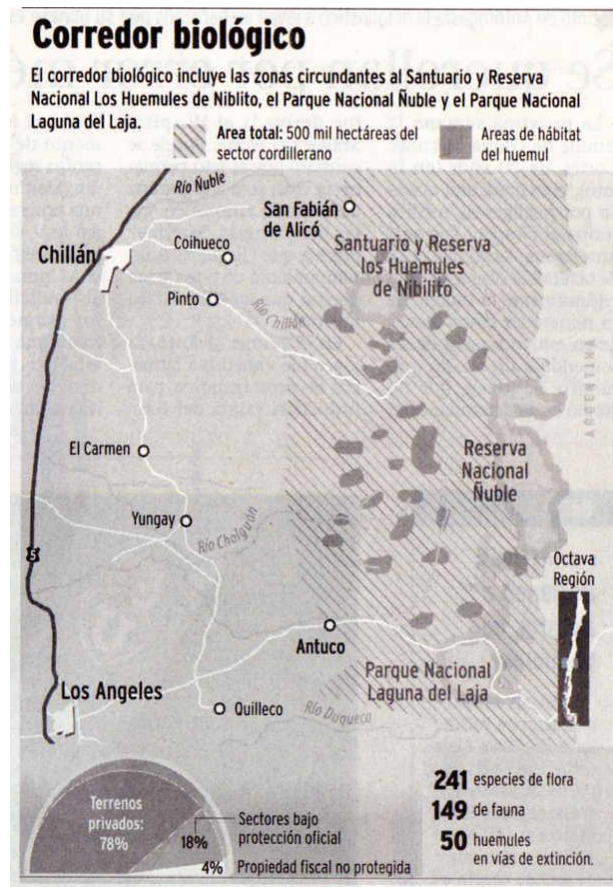 Corredor biológico
El corredor biológico incluye las zonas circundantes al Santuario y Reserva
Nacional Los Huemules de Niblito, el Parque Nacional Ñuble y el Parque Nacional
Laguna del Laja.
Area total: 500 mil hectáreas del
sector cordillerano
Areas de hábitat
del huemul
Río Ñuble
San Fabián
de Alicó
Chillán
Coihueco
Santuario y Reserva
los Huemules
de Nibilito
Pinto
Río Chillán
ARGENTINA
El Carmen
Reserva
Nacional
Ñuble
Yungay
Río Cholguán
5
Octava
Región
Antuco
Parque Nacional
Laguna del Laja
Los Angeles
Quilleco
Río Duqueco
241 especies de flora
149 de fauna
50 huemules
en vías de extinción.
Terrenos
privados:
78%
Sectores bajo
protección oficial
18%
4% Propiedad fiscal no protegida